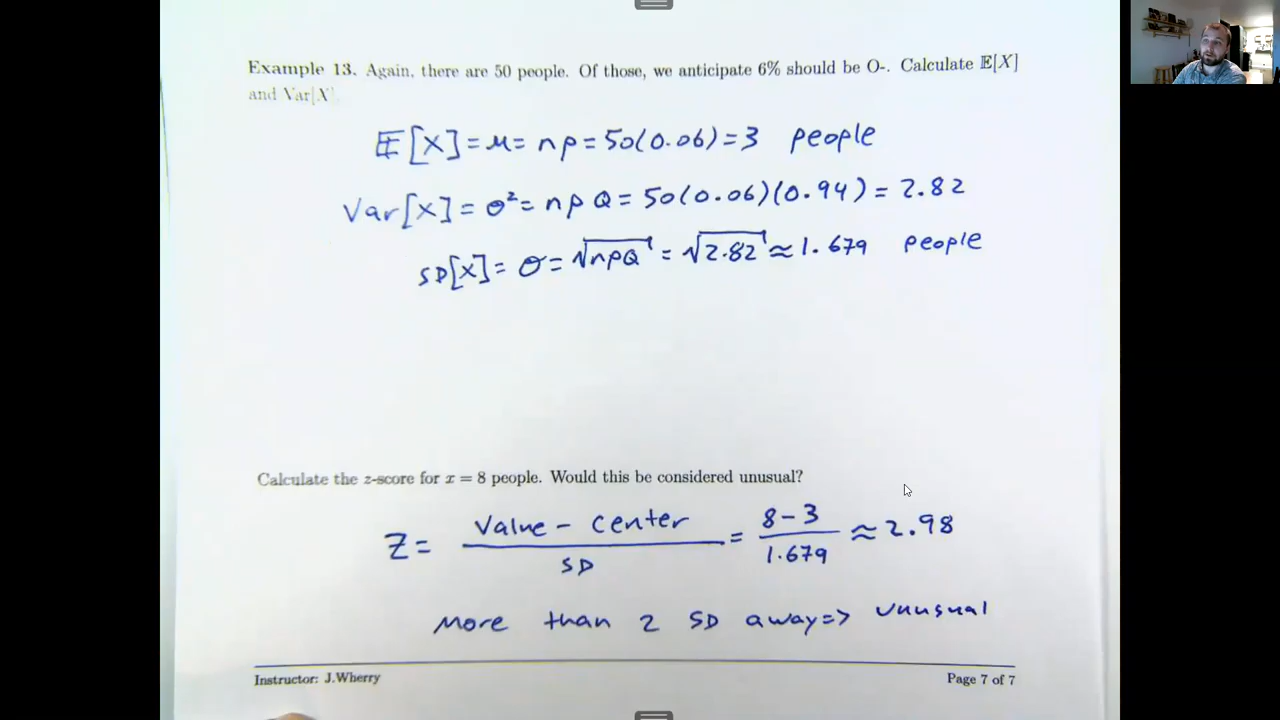 Example 13. Again, there are 50 people. Of those, we anticipate 6% should be O-. Calculate 𝔼[X]
and Var[X]
𝔼[X] = μ = np = 50(0.06) = 3 people
Var[X] = σ² = npQ = 50(0.06)(0.94) = 2.82
SD[X] = σ = √npQ = √2.82 ≈ 1.679 people
Calculate the z-score for x = 8 people. Would this be considered unusual?
Z = (Value - center)/SD = (8-3)/1.679 ≈ 2.98
More than 2 SD away => unusual
Instructor: J.Wherry Page 7 of 7